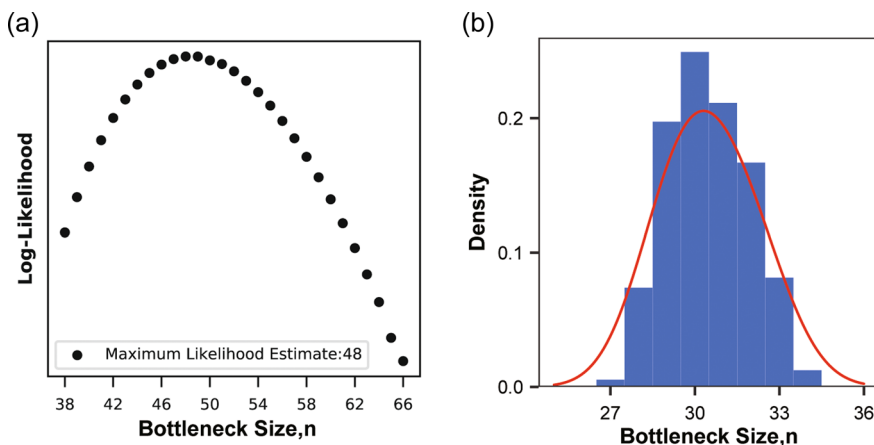 (a)
Log-Likelihood
Maximum Likelihood Estimate:48
38 42 46 50 54 58 62 66
Bottleneck Size,n
(b)
Density
0.2
0.1
0.0
27 30 33 36
Bottleneck Size,n